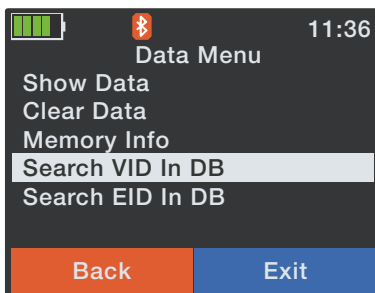 11:36
Data Menu
Show Data
Clear Data
Memory Info
Search VID In DB
Search EID In DB
Back Exit